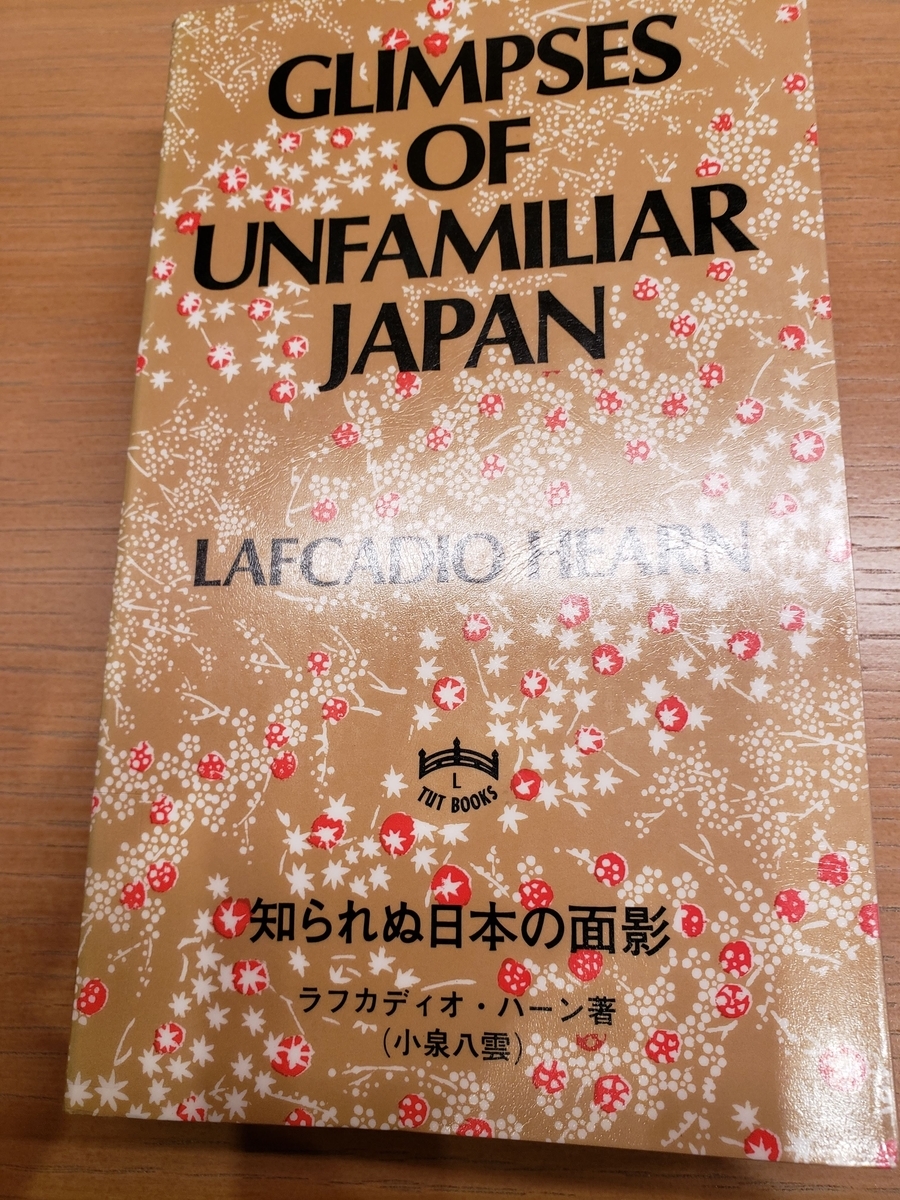 GLIMPSES
OF
UNFAMILIAR
JAPAN
LAFCADIO HEARN
L
TUT BOOKS
知られぬ日本の面影
ラフカディオ・ハーン著
(小泉八雲)